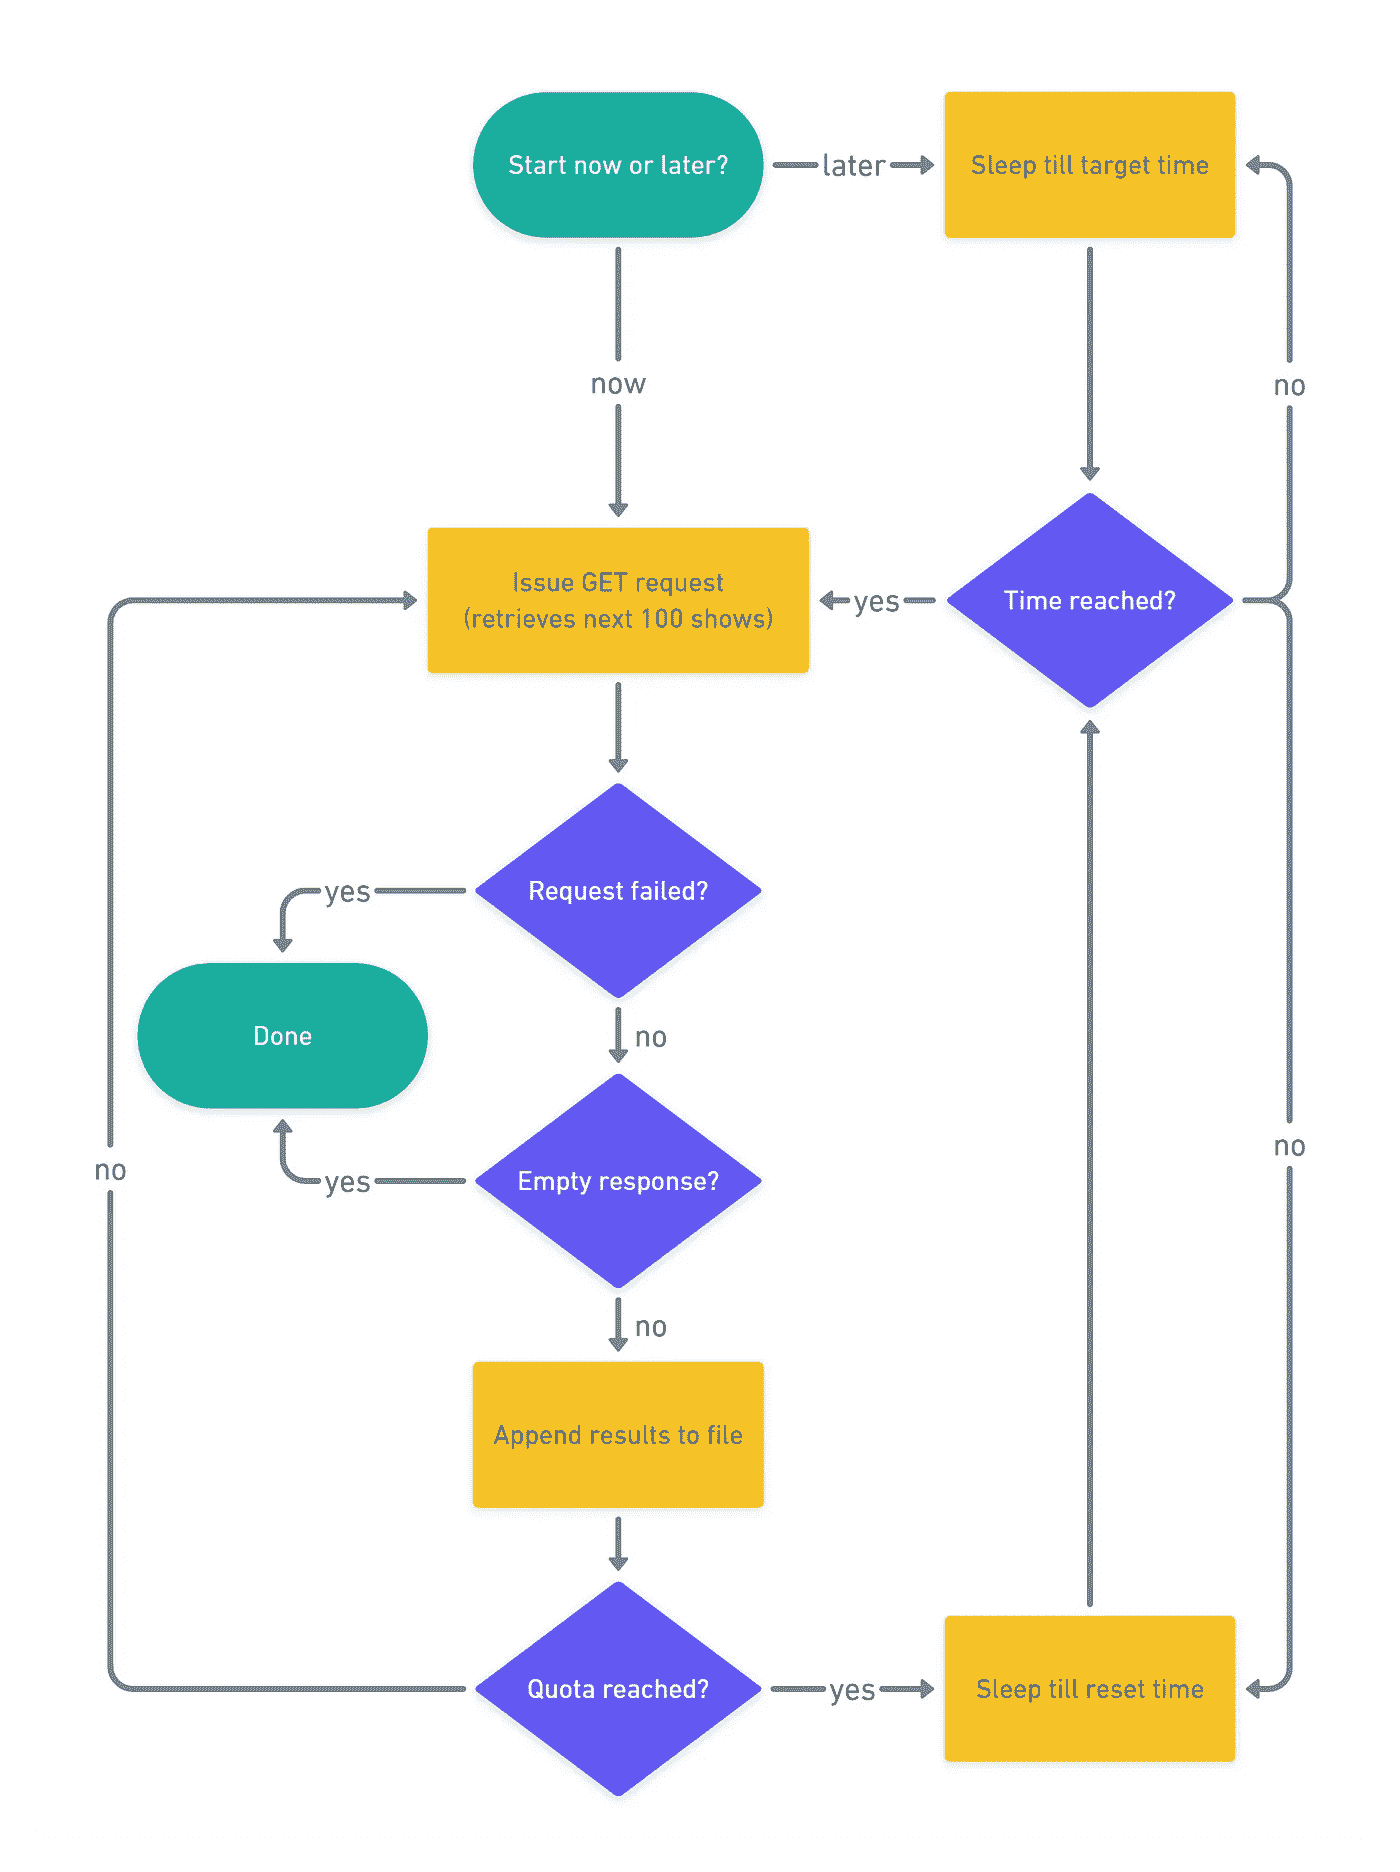 Start now or later?
later
Sleep till target time
now
no
Issue GET request
(retrieves next 100 shows)
yes
Time reached?
yes
Request failed?
Done
no
no
no
yes
Empty response?
no
Append results to file
Quota reached?
yes
Sleep till reset time